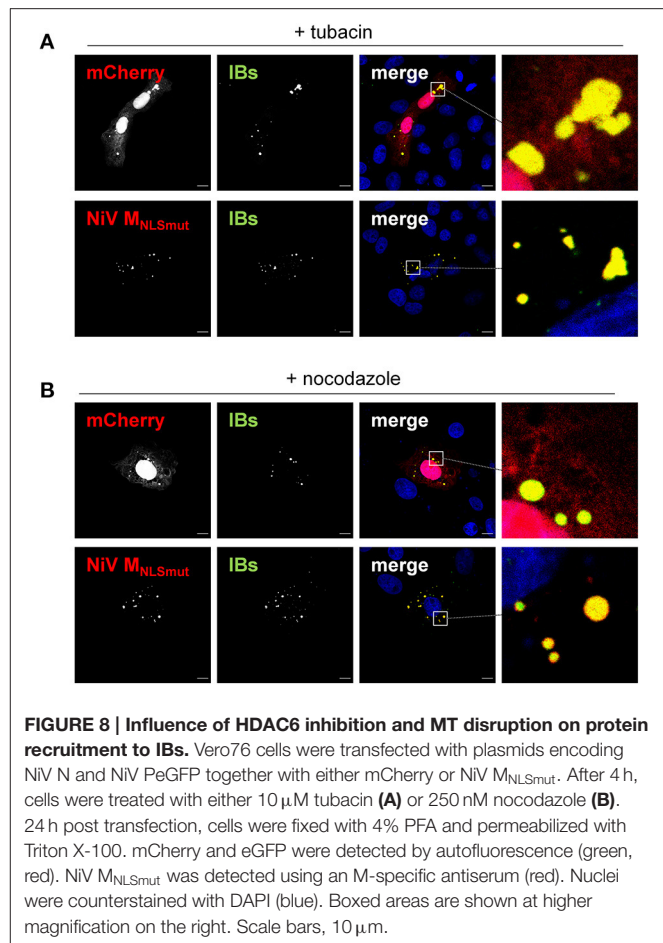 A
+ tubacin
mCherry IBs merge
NiV MNLSmut IBs merge
B
+ nocodazole
mCherry IBs merge
NiV MNLSmut IBs merge
FIGURE 8 | Influence of HDAC6 inhibition and MT disruption on protein
recruitment to IBs. Vero76 cells were transfected with plasmids encoding
NiV N and NiV PeGFP together with either mCherry or NiV MNLSmut. After 4 h,
cells were treated with either 10 μM tubacin (A) or 250 nM nocodazole (B).
24 h post transfection, cells were fixed with 4% PFA and permeabilized with
Triton X-100. mCherry and eGFP were detected by autofluorescence (green,
red). NiV MNLSmut was detected using an M-specific antiserum (red). Nuclei
were counterstained with DAPI (blue). Boxed areas are shown at higher
magnification on the right. Scale bars, 10 μm.